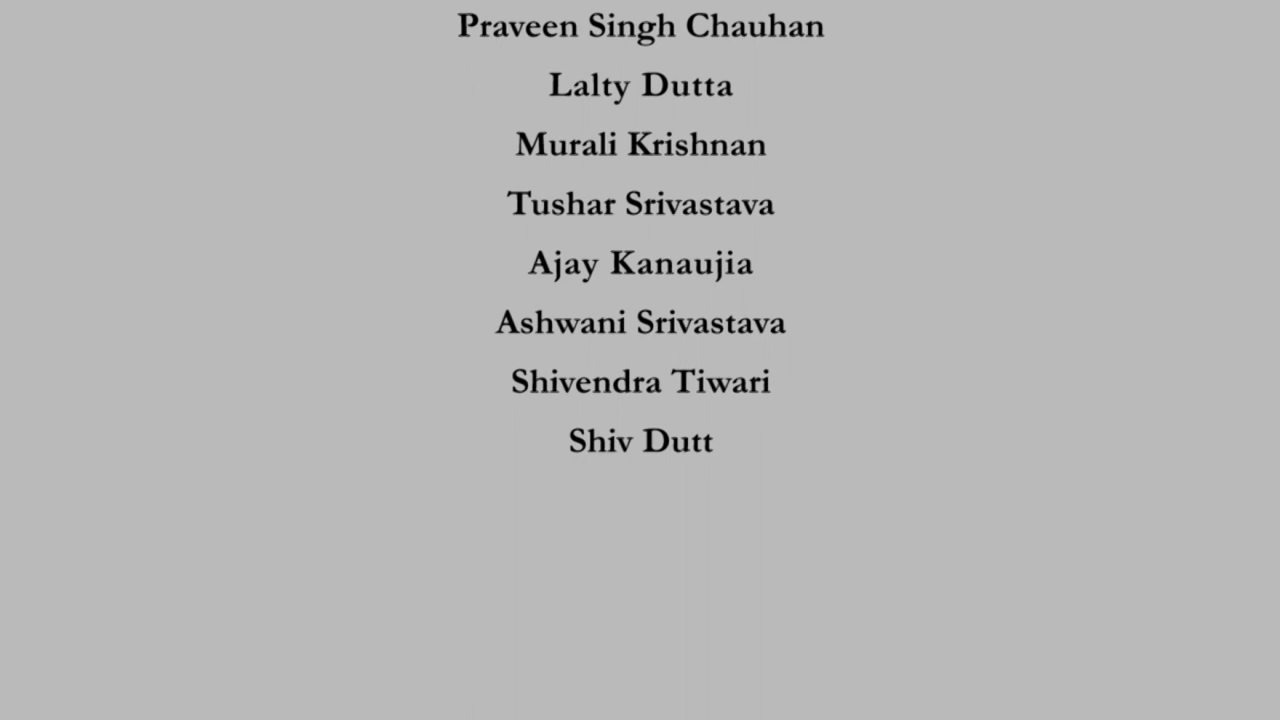 Praveen Singh Chauhan
Lalty Dutta
Murali Krishnan
Tushar Srivastava
Ajay Kanaujia
Ashwani Srivastava
Shivendra Tiwari
Shiv Dutt